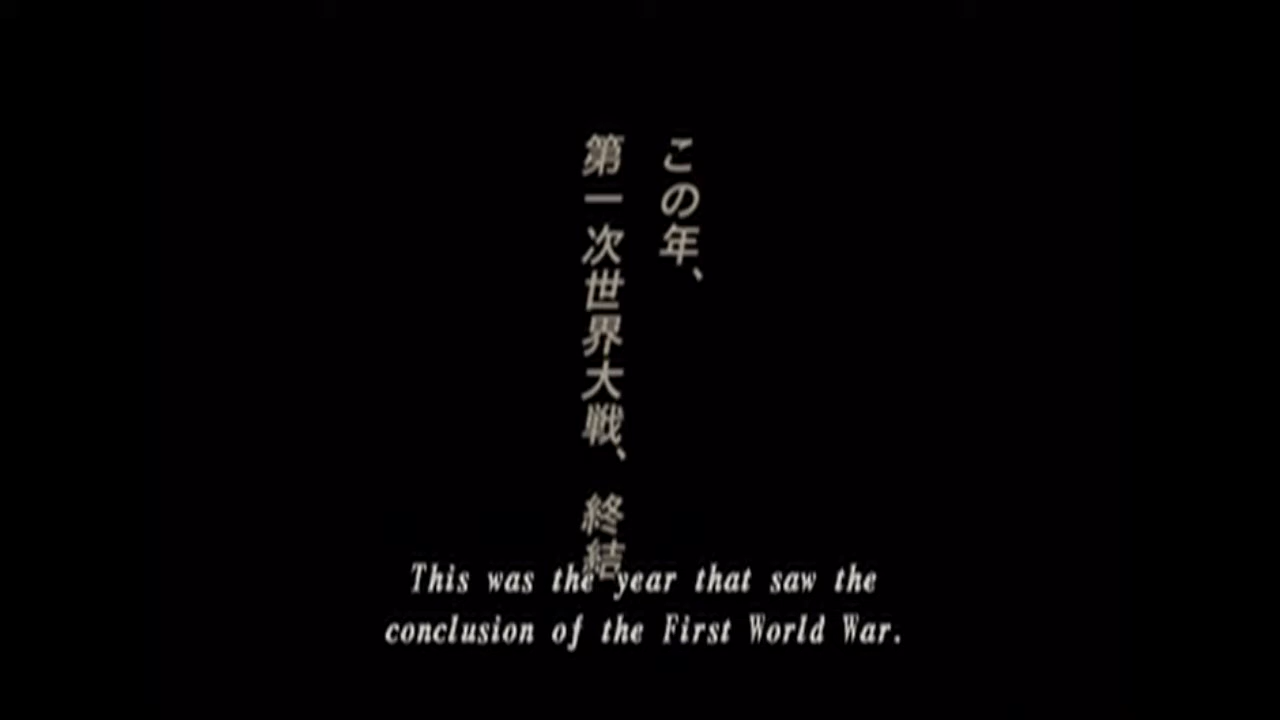 この年、
第一次世界大戦、終結
This was the year that saw the
conclusion of the First World War.